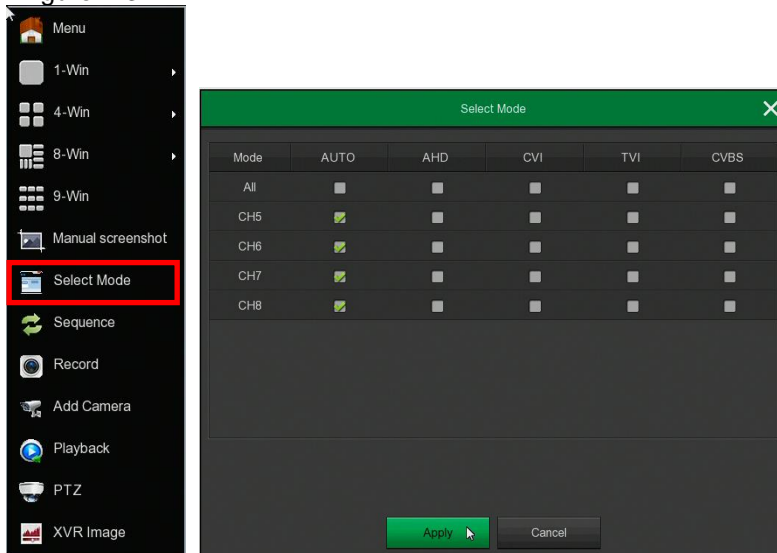 Menu
1-Win
4-Win
8-Win
9-Win
Manual screenshot
Select Mode
Sequence
Record
Add Camera
Playback
PTZ
XVR Image
Select Mode
Mode AUTO AHD CVI TVI CVBS
All
CH5
CH6
CH7
CH8
Apply Cancel